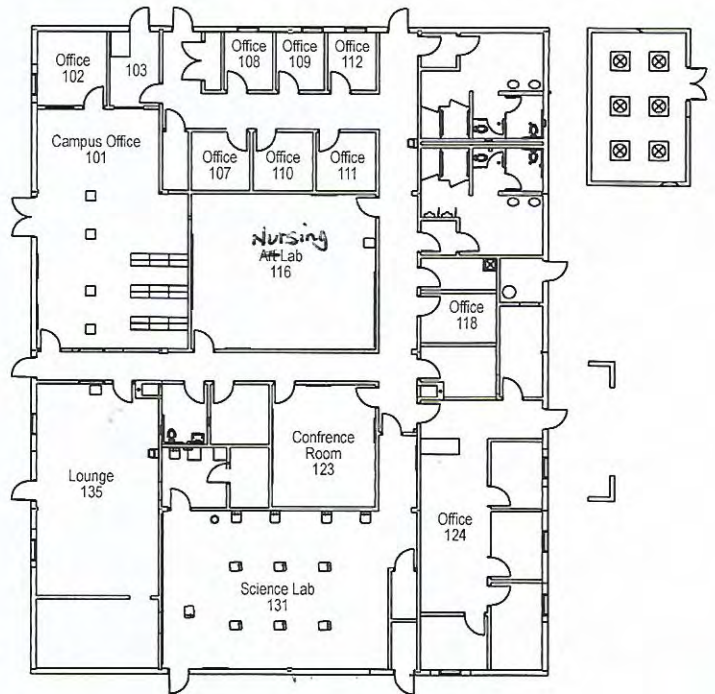 Office
102
103
Office
108
Office
109
Office
112
Campus Office
101
Office
107
Office
110
Office
111
Nursing
Art Lab
116
Office
118
Confrence
Room
123
Lounge
135
Office
124
Science Lab
131